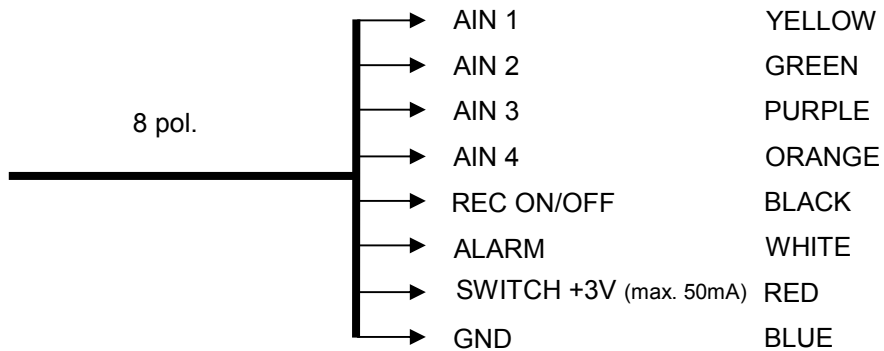 AIN 1 YELLOW
AIN 2 GREEN
AIN 3 PURPLE
8 pol.
AIN 4 ORANGE
REC ON/OFF BLACK
ALARM WHITE
SWITCH +3V (max. 50mA) RED
GND BLUE